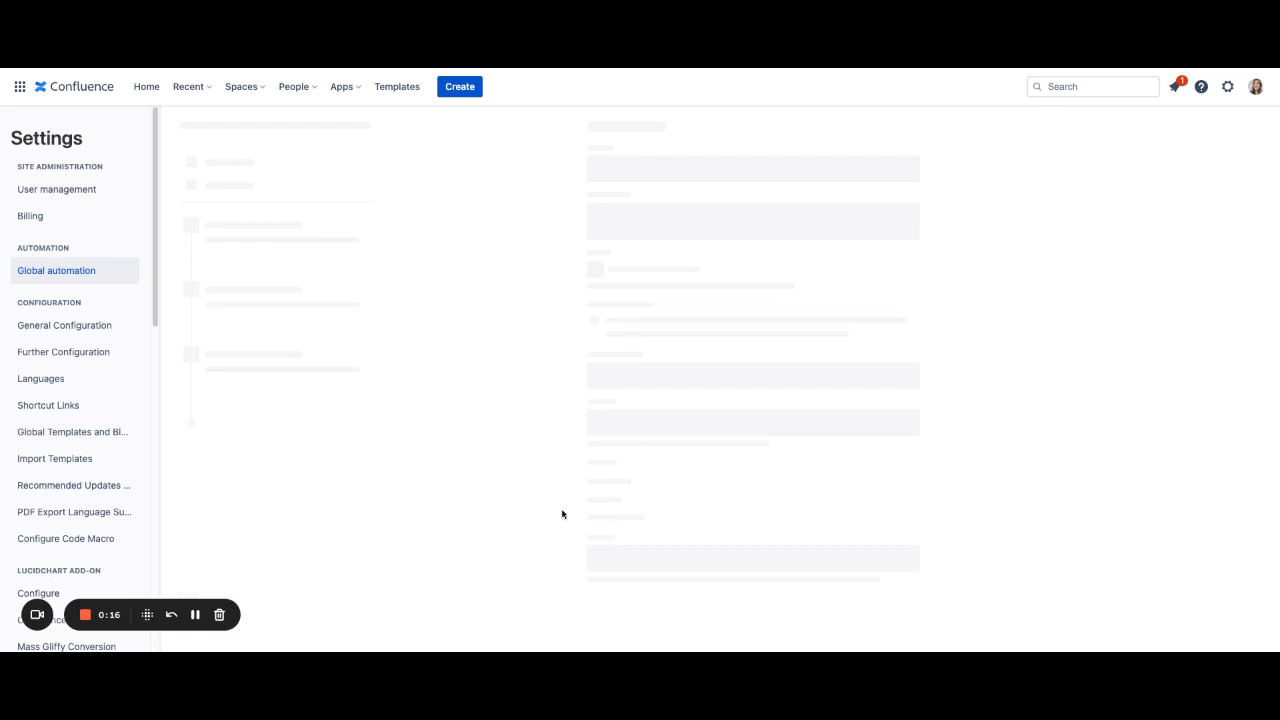 Confluence
Home
Recent
Spaces
People
Apps
Templates
Create
Search
1
Settings
SITE ADMINISTRATION
User management
Billing
AUTOMATION
Global automation
CONFIGURATION
General Configuration
Further Configuration
Languages
Shortcut Links
Global Templates and Bl...
Import Templates
Recommended Updates ...
PDF Export Language Su...
Configure Code Macro
LUCIDCHART ADD-ON
Configure
0:16
Mass Gliffy Conversion